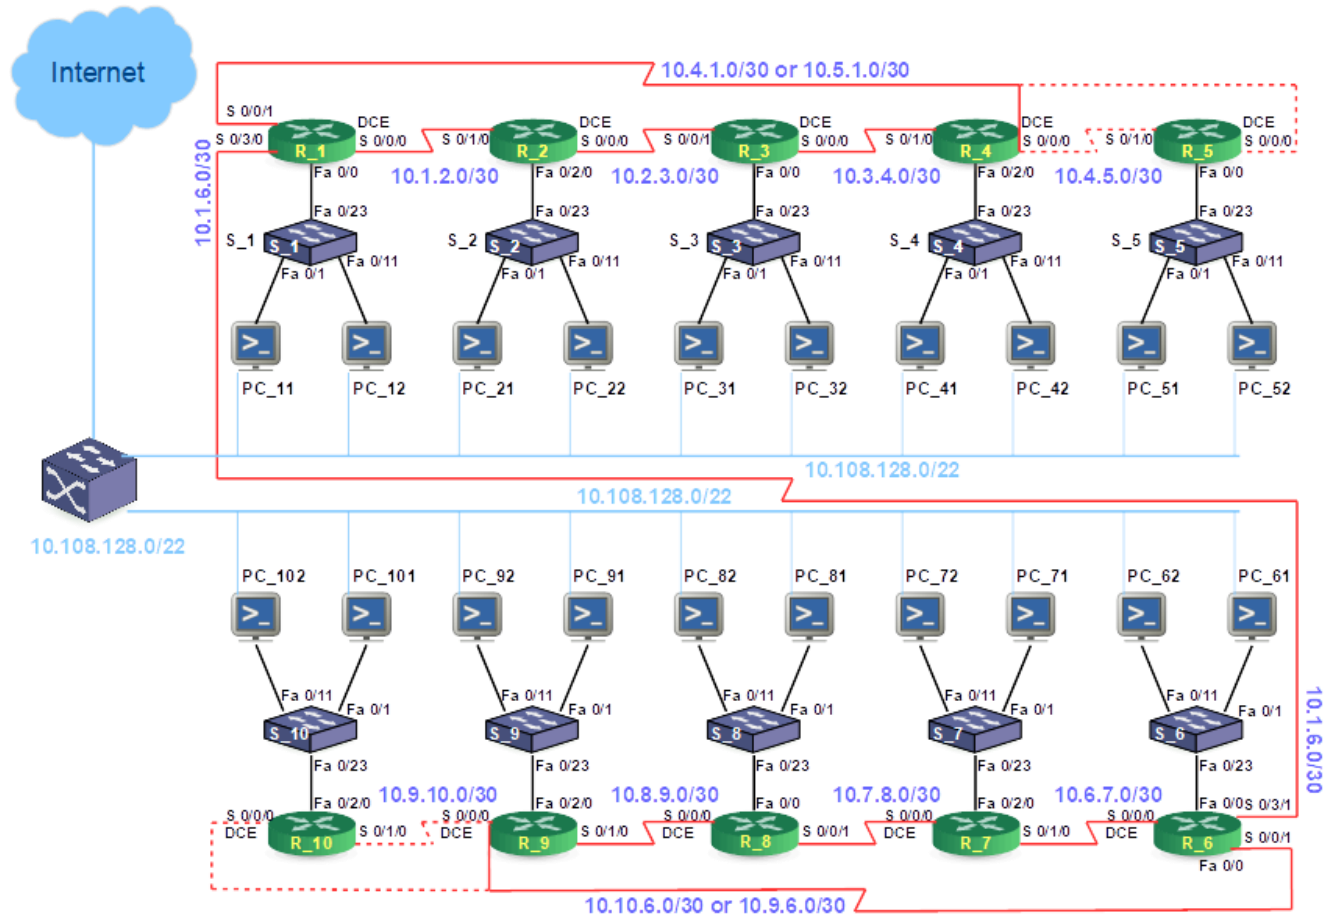 Internet
10.4.1.0/30 or 10.5.1.0/30
S 0/0/1
DCE
DCE
DCE
DCE
DCE
S 0/3/0
R_1
S 0/0/0
S 0/1/0
R_2
S 0/0/0
S 0/0/1
R_3
S 0/0/0
S 0/1/0
R_4
S 0/0/0
S 0/1/0
R_5
S 0/0/0
10.1.6.0/30
Fa 0/0
10.1.2.0/30
Fa 0/2/0
10.2.3.0/30
Fa 0/0
10.3.4.0/30
Fa 0/2/0
10.4.5.0/30
Fa 0/0
Fa 0/23
Fa 0/23
Fa 0/23
Fa 0/23
Fa 0/23
S_1
S_1
S_2
S_2
S_3
S_3
S_4
S_4
S_5
S_5
Fa 0/1
Fa 0/11
Fa 0/1
Fa 0/11
Fa 0/1
Fa 0/11
Fa 0/1
Fa 0/11
Fa 0/1
Fa 0/11
PC_11
PC_12
PC_21
PC_22
PC_31
PC_32
PC_41
PC_42
PC_51
PC_52
10.108.128.0/22
10.108.128.0/22
10.108.128.0/22
PC_102
PC_101
PC_92
PC_91
PC_82
PC_81
PC_72
PC_71
PC_62
PC_61
Fa 0/11
Fa 0/1
Fa 0/11
Fa 0/1
Fa 0/11
Fa 0/1
Fa 0/11
Fa 0/1
Fa 0/11
Fa 0/1
10.1.6.0/30
S_10
S_9
S_8
S_7
S_6
Fa 0/23
Fa 0/23
Fa 0/23
Fa 0/23
Fa 0/23
10.9.10.0/30
10.8.9.0/30
10.7.8.0/30
10.6.7.0/30
Fa 0/2/0
Fa 0/2/0
Fa 0/0
Fa 0/2/0
Fa 0/0
S 0/3/1
S 0/0/0
DCE
R_10
S 0/1/0
S 0/0/0
DCE
R_9
S 0/1/0
S 0/0/0
DCE
R_8
S 0/0/1
S 0/0/0
DCE
R_7
S 0/1/0
S 0/0/0
DCE
R_6
S 0/0/1
Fa 0/0
10.10.6.0/30 or 10.9.6.0/30